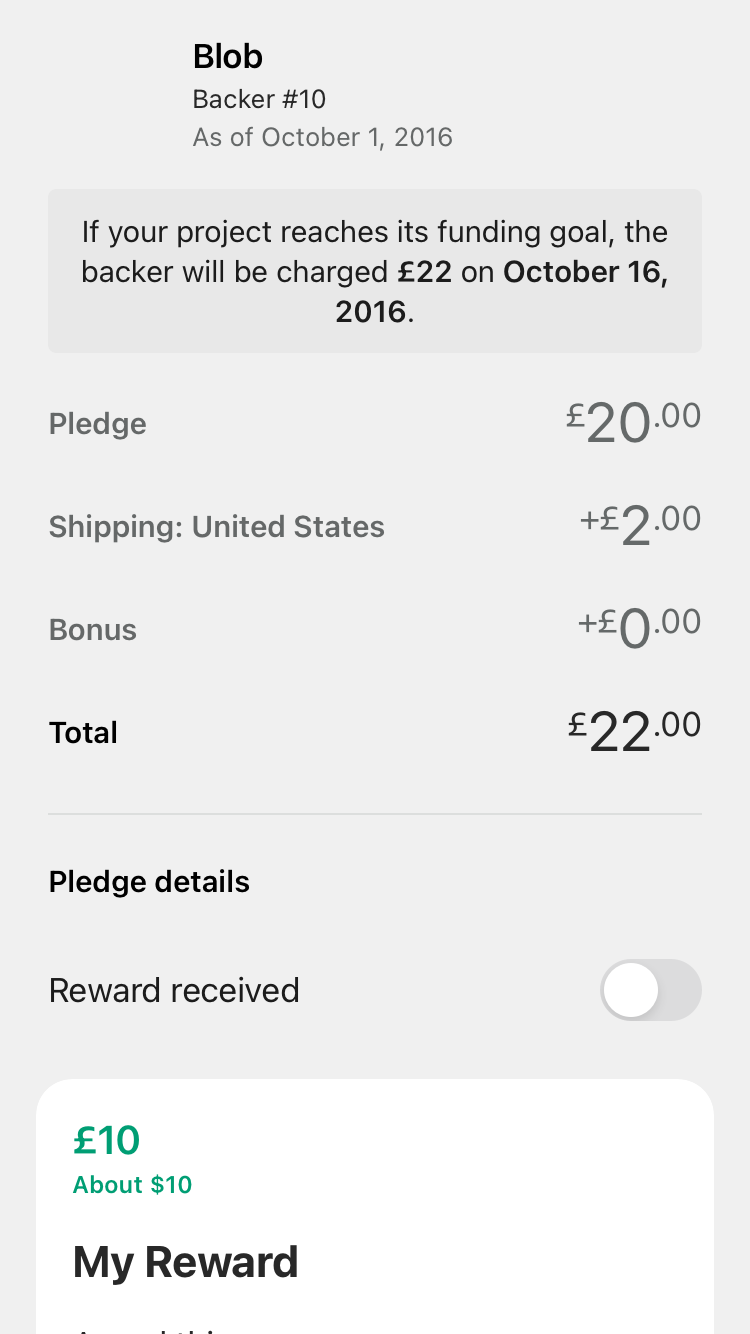 Blob
Backer #10
As of October 1, 2016
If your project reaches its funding goal, the
backer will be charged £22 on October 16,
2016.
Pledge £20.00
Shipping: United States +£2.00
Bonus +£0.00
Total £22.00
Pledge details
Reward received
£10
About $10
My Reward